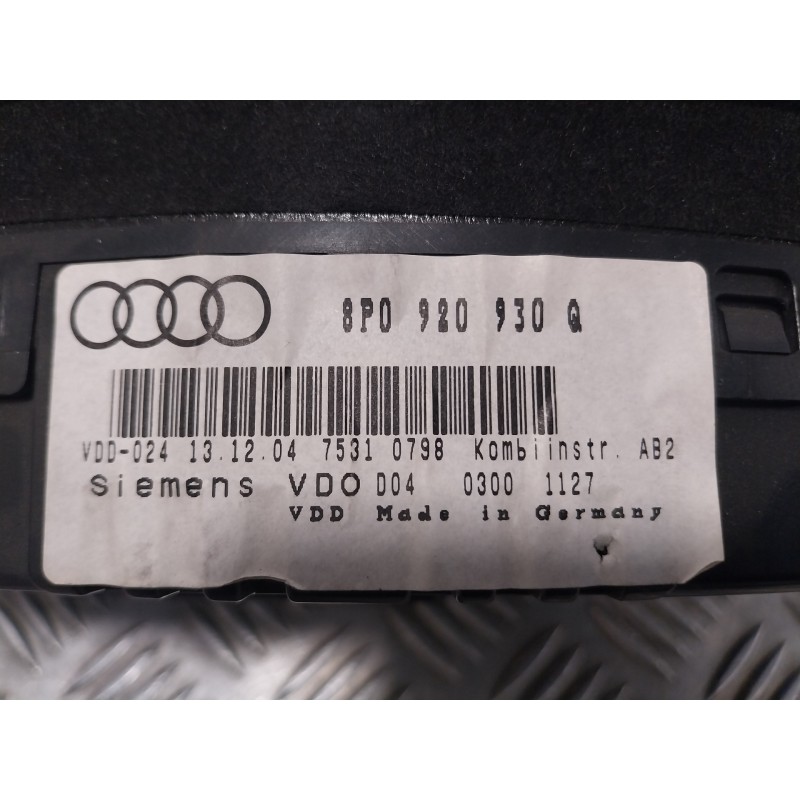 8P0 920 930 Q
VDD-024 13.12.04 7531 0798 Kombiinstr. AB2
Siemens VDO D04 0300 1127
VDD Made in Germany